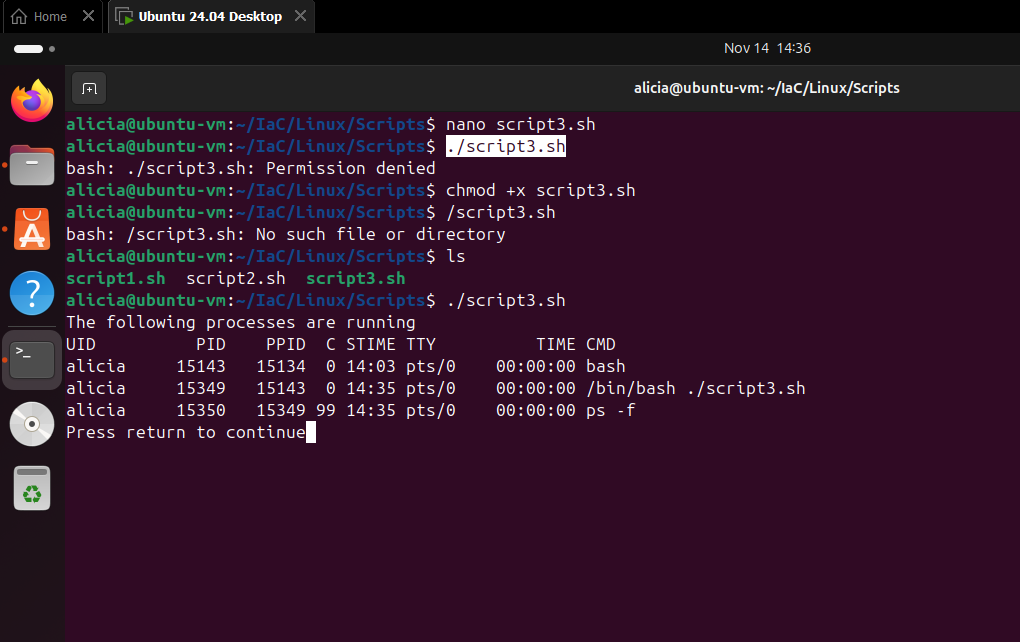 Home
Ubuntu 24.04 Desktop
Nov 14 14:36
alicia@ubuntu-vm: ~/IaC/Linux/Scripts
alicia@ubuntu-vm:~/IaC/Linux/Scripts$ nano script3.sh
alicia@ubuntu-vm:~/IaC/Linux/Scripts$ ./script3.sh
bash: ./script3.sh: Permission denied
alicia@ubuntu-vm:~/IaC/Linux/Scripts$ chmod +x script3.sh
alicia@ubuntu-vm:~/IaC/Linux/Scripts$ /script3.sh
bash: /script3.sh: No such file or directory
alicia@ubuntu-vm:~/IaC/Linux/Scripts$ ls
script1.sh  script2.sh  script3.sh
alicia@ubuntu-vm:~/IaC/Linux/Scripts$ ./script3.sh
The following processes are running
UID          PID    PPID  C STIME TTY          TIME CMD
alicia     15143   15134  0 14:03 pts/0    00:00:00 bash
alicia     15349   15143  0 14:35 pts/0    00:00:00 /bin/bash ./script3.sh
alicia     15350   15349 99 14:35 pts/0    00:00:00 ps -f
Press return to continue